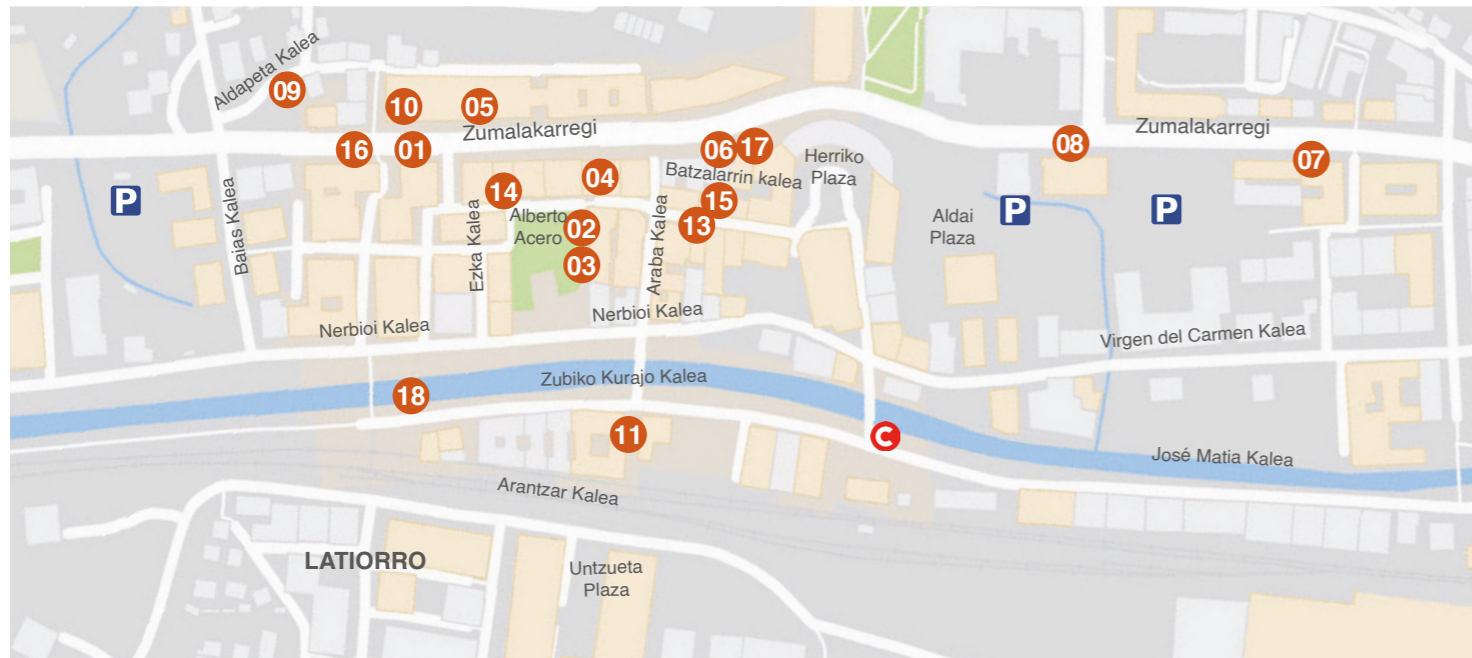 Aldapeta Kalea
09
10
05
Zumalakarregi
16
01
06
17
08
Zumalakarregi
07
Herriko
Plaza
Batzalarrin kalea
04
14
15
13
P
P
P
Baias Kalea
Ezka Kalea
Alberto
Acero
02
03
Araba Kalea
Aldai
Plaza
Nerbioi Kalea
Nerbioi Kalea
Virgen del Carmen Kalea
Zubiko Kurajo Kalea
18
11
C
José Matia Kalea
Arantzar Kalea
LATIORRO
Untzueta
Plaza